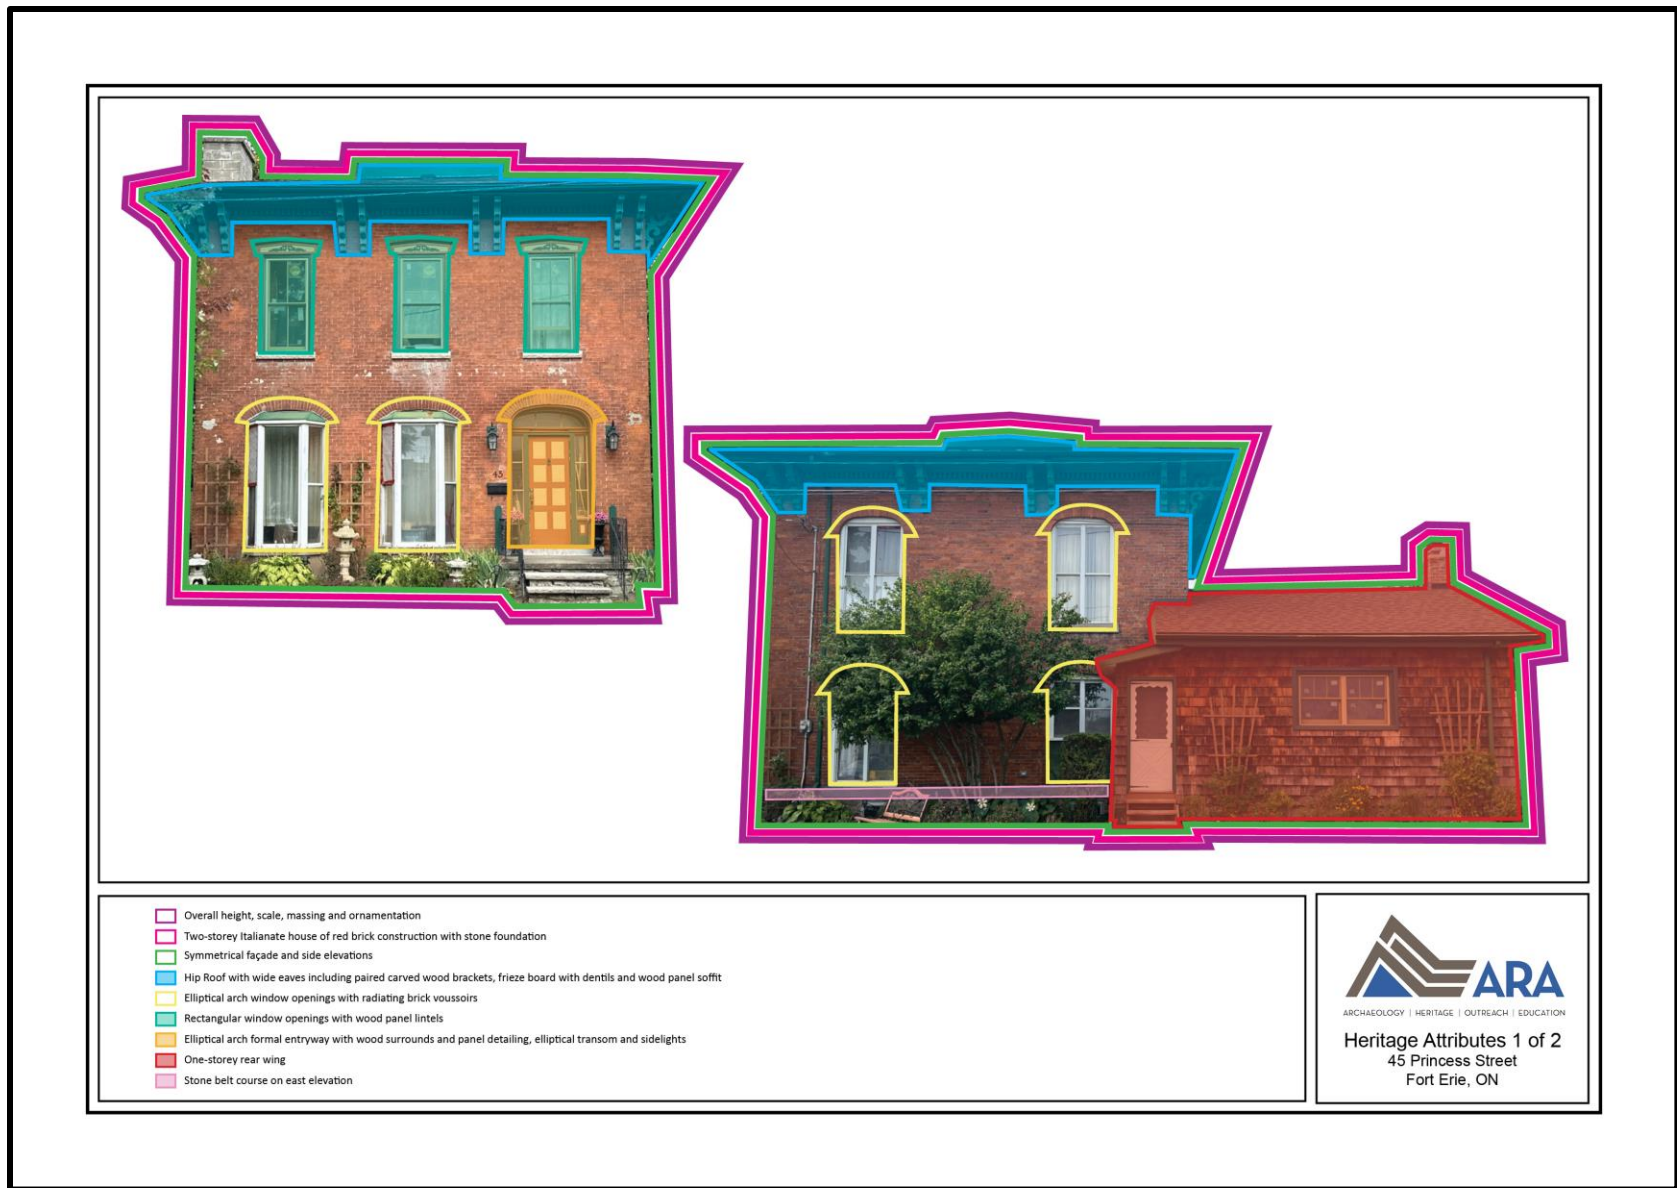 45
Overall height, scale, massing and ornamentation
Two-storey Italianate house of red brick construction with stone foundation
Symmetrical façade and side elevations
Hip Roof with wide eaves including paired carved wood brackets, frieze board with dentils and wood panel soffit
Elliptical arch window openings with radiating brick voussoirs
Rectangular window openings with wood panel lintels
Elliptical arch formal entryway with wood surrounds and panel detailing, elliptical transom and sidelights
One-storey rear wing
Stone belt course on east elevation
ARA
ARCHAEOLOGY | HERITAGE | OUTREACH | EDUCATION
Heritage Attributes 1 of 2
45 Princess Street
Fort Erie, ON